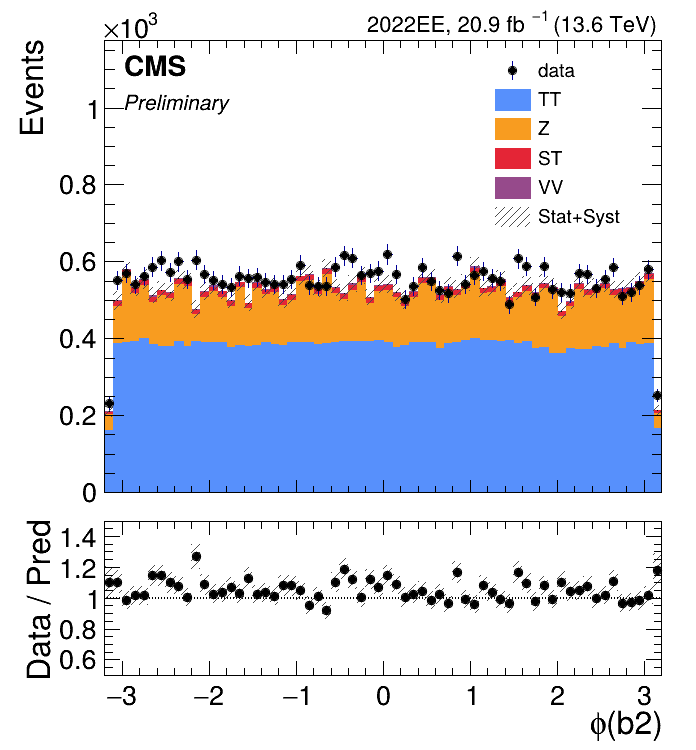 ×10³
2022EE, 20.9 fb ⁻¹ (13.6 TeV)
Events
CMS
Preliminary
data
TT
Z
ST
VV
Stat+Syst
1
0.8
0.6
0.4
0.2
0
Data / Pred
1.4
1.2
1
0.8
0.6
−3 −2 −1 0 1 2 3
ϕ(b2)